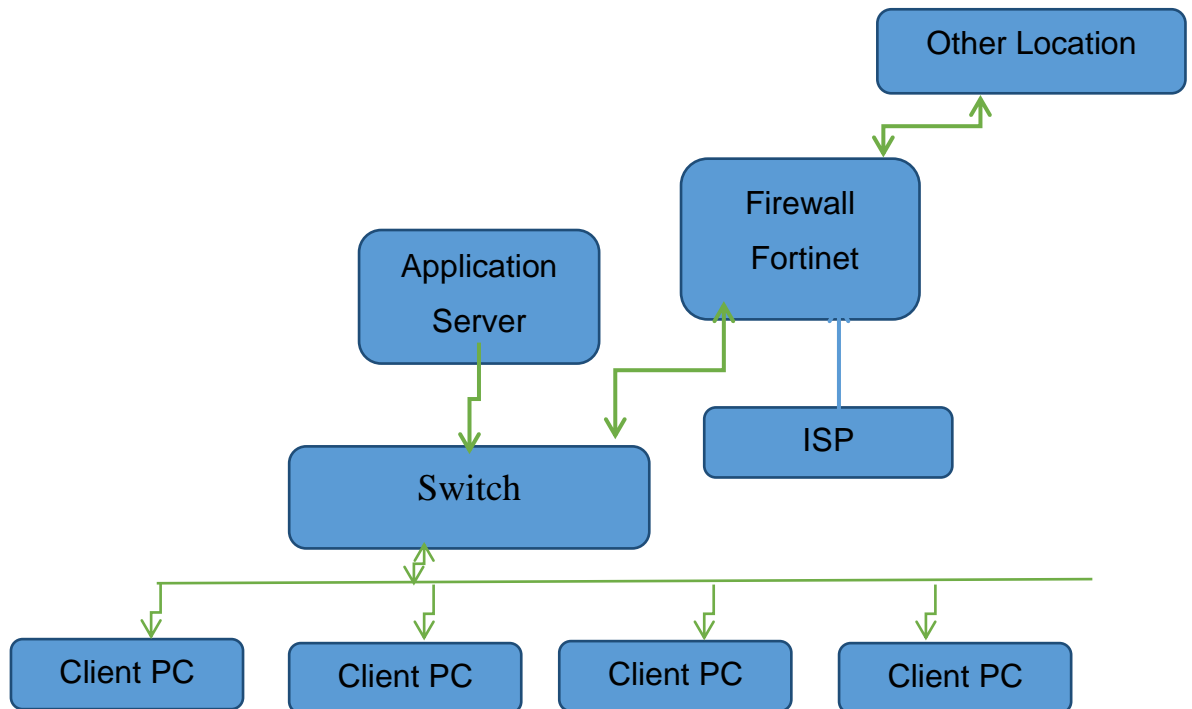 Other Location
Firewall
Fortinet
Application
Server
ISP
Switch
Client PC
Client PC
Client PC
Client PC